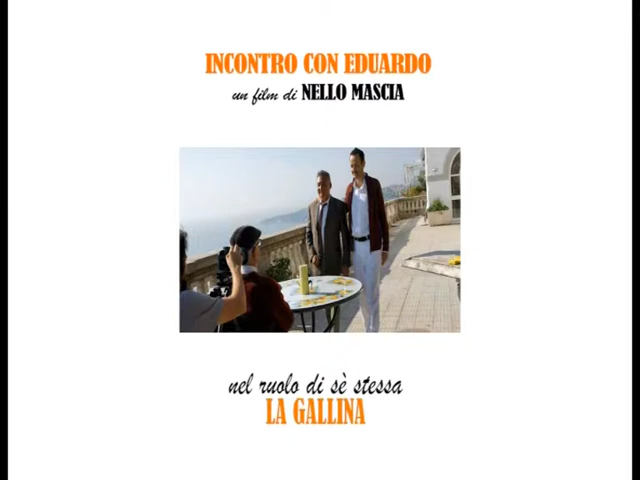 INCONTRO CON EDUARDO
un film di NELLO MASCIA
nel ruolo di sè stessa
LA GALLINA